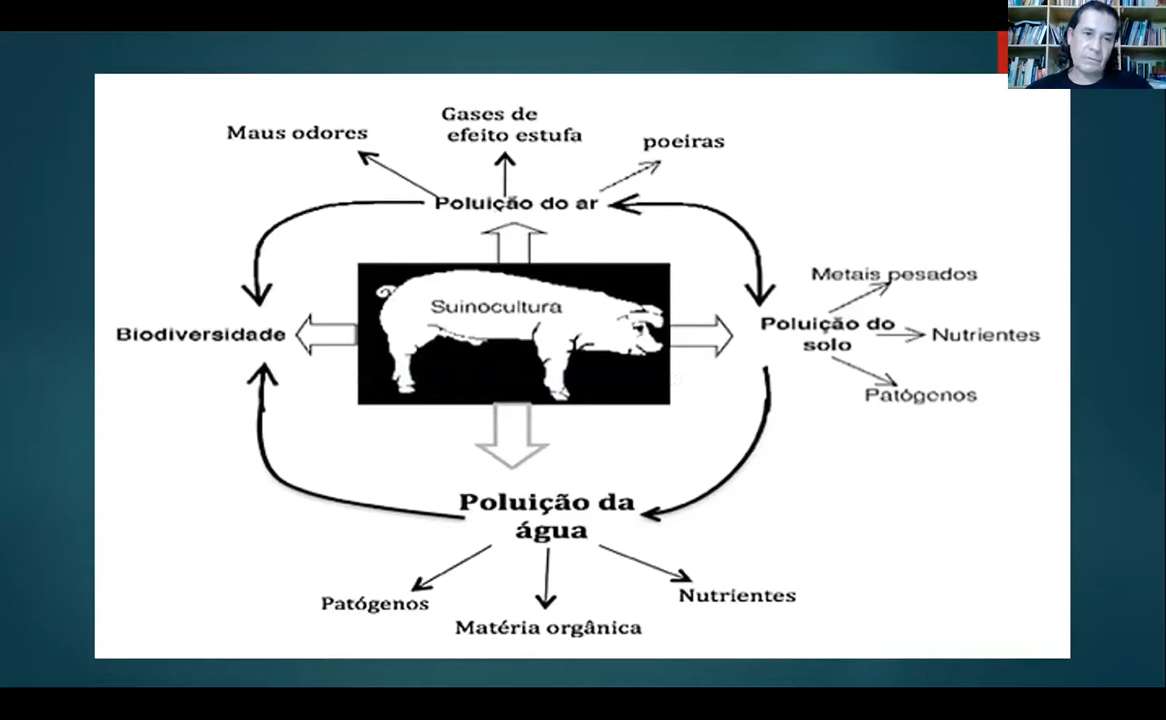 Gases de
efeito estufa
Maus odores
poeiras
Poluição do ar
Metais pesados
Suinocultura
Biodiversidade
Poluição do
solo
Nutrientes
Patógenos
Poluição da
água
Patógenos
Nutrientes
Matéria orgânica